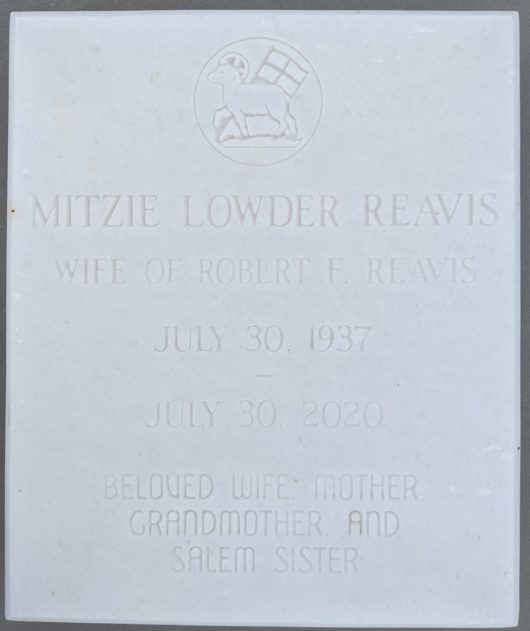 MITZIE LOWDER REAVIS
WIFE OF ROBERT F. REAVIS
JULY 30, 1937
–
JULY 30, 2020
BELOVED WIFE, MOTHER,
GRANDMOTHER, AND
SALEM SISTER